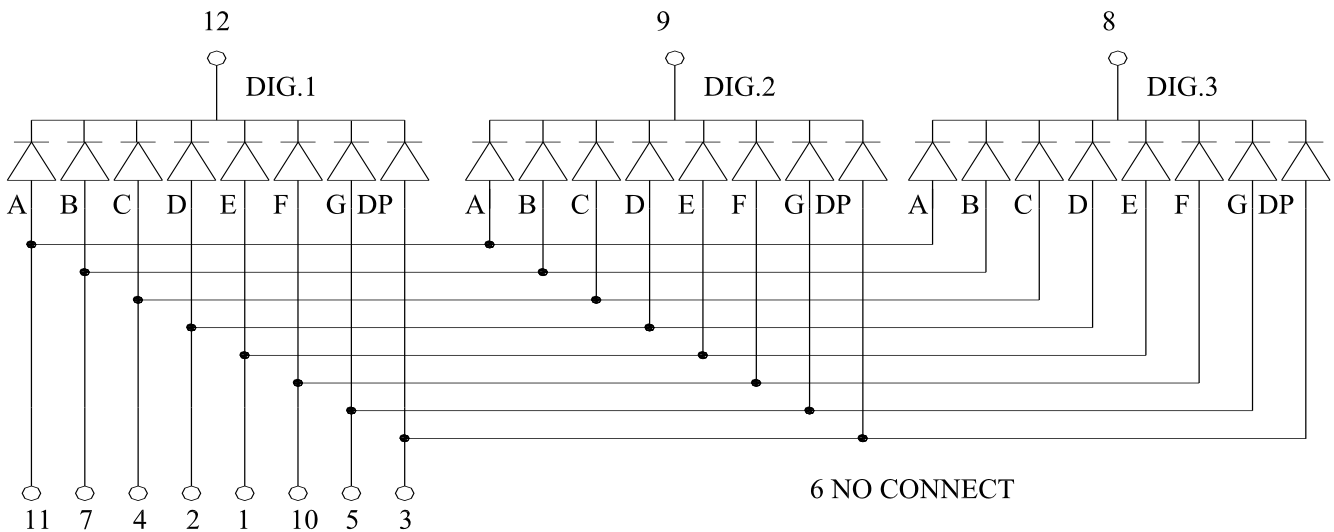 12 9 8
DIG.1 DIG.2 DIG.3
A B C D E F G DP A B C D E F G DP A B C D E F G DP
6 NO CONNECT
11 7 4 2 1 10 5 3